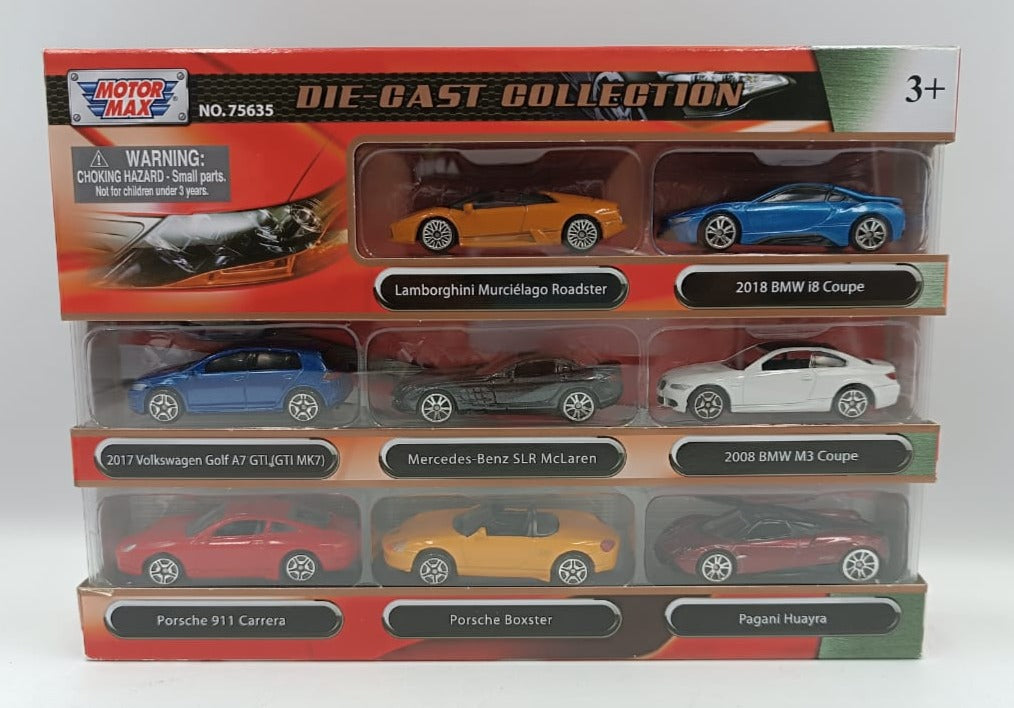 MOTOR
MAX
®
NO.75635
DIE-CAST COLLECTION
3+
WARNING:
CHOKING HAZARD - Small parts.
Not for children under 3 years.
Lamborghini Murciélago Roadster
2018 BMW i8 Coupe
2017 Volkswagen Golf A7 GTI (GTI MK7)
Mercedes-Benz SLR McLaren
2008 BMW M3 Coupe
Porsche 911 Carrera
Porsche Boxster
Pagani Huayra